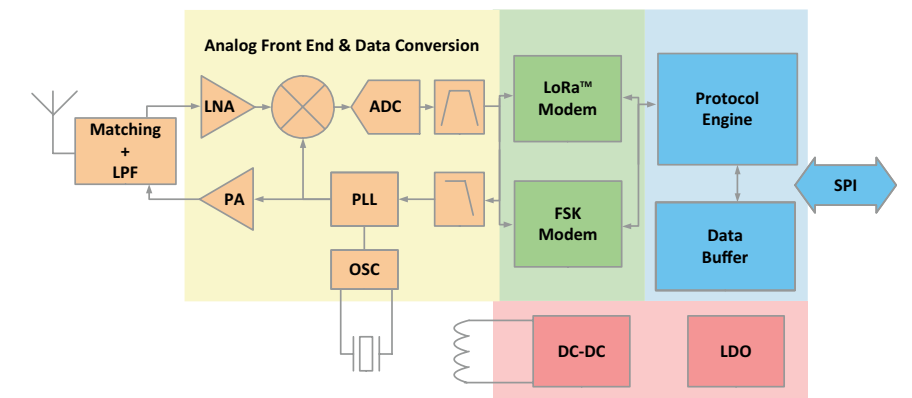 Analog Front End & Data Conversion
LNA
ADC
LoRa™
Modem
Protocol
Engine
Matching
+
LPF
PA
PLL
FSK
Modem
SPI
Data
Buffer
OSC
DC-DC
LDO